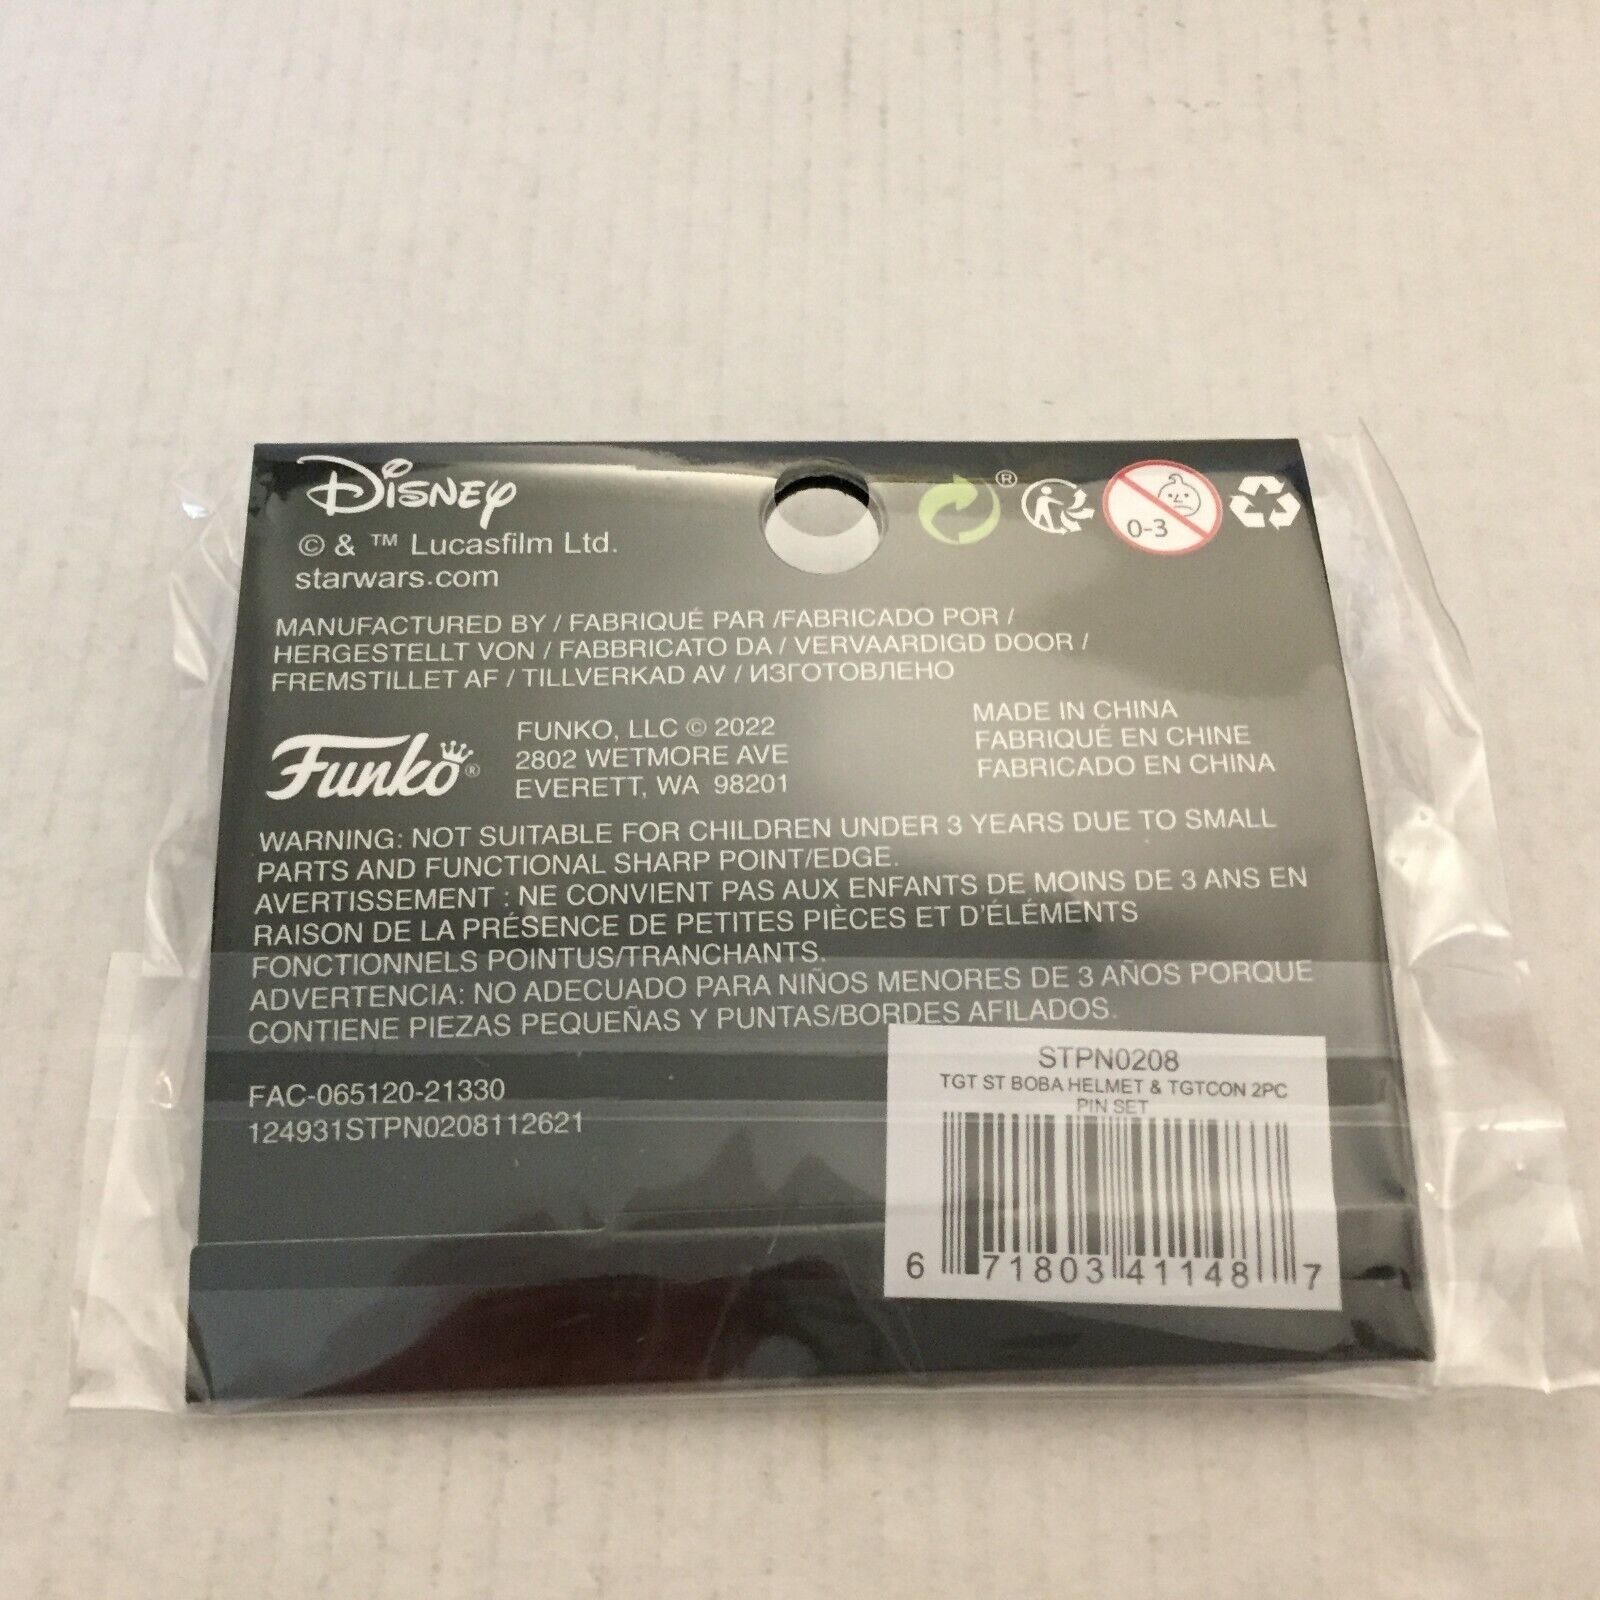 Disney
© & ™ Lucasfilm Ltd.
starwars.com
®
0-3
MANUFACTURED BY / FABRIQUÉ PAR /FABRICADO POR /
HERGESTELLT VON / FABBRICATO DA / VERVAARDIGD DOOR /
FREMSTILLET AF / TILLVERKAD AV / ИЗГОТОВЛЕНО
Funko®
FUNKO, LLC © 2022
2802 WETMORE AVE
EVERETT, WA 98201
MADE IN CHINA
FABRIQUÉ EN CHINE
FABRICADO EN CHINA
WARNING: NOT SUITABLE FOR CHILDREN UNDER 3 YEARS DUE TO SMALL
PARTS AND FUNCTIONAL SHARP POINT/EDGE.
AVERTISSEMENT : NE CONVIENT PAS AUX ENFANTS DE MOINS DE 3 ANS EN
RAISON DE LA PRÉSENCE DE PETITES PIÈCES ET D'ÉLÉMENTS
FONCTIONNELS POINTUS/TRANCHANTS.
ADVERTENCIA: NO ADECUADO PARA NIÑOS MENORES DE 3 AÑOS PORQUE
CONTIENE PIEZAS PEQUEÑAS Y PUNTAS/BORDES AFILADOS.
FAC-065120-21330
124931STPN0208112621
STPN0208
TGT ST BOBA HELMET & TGTCON 2PC
PIN SET
6 71803 41148 7